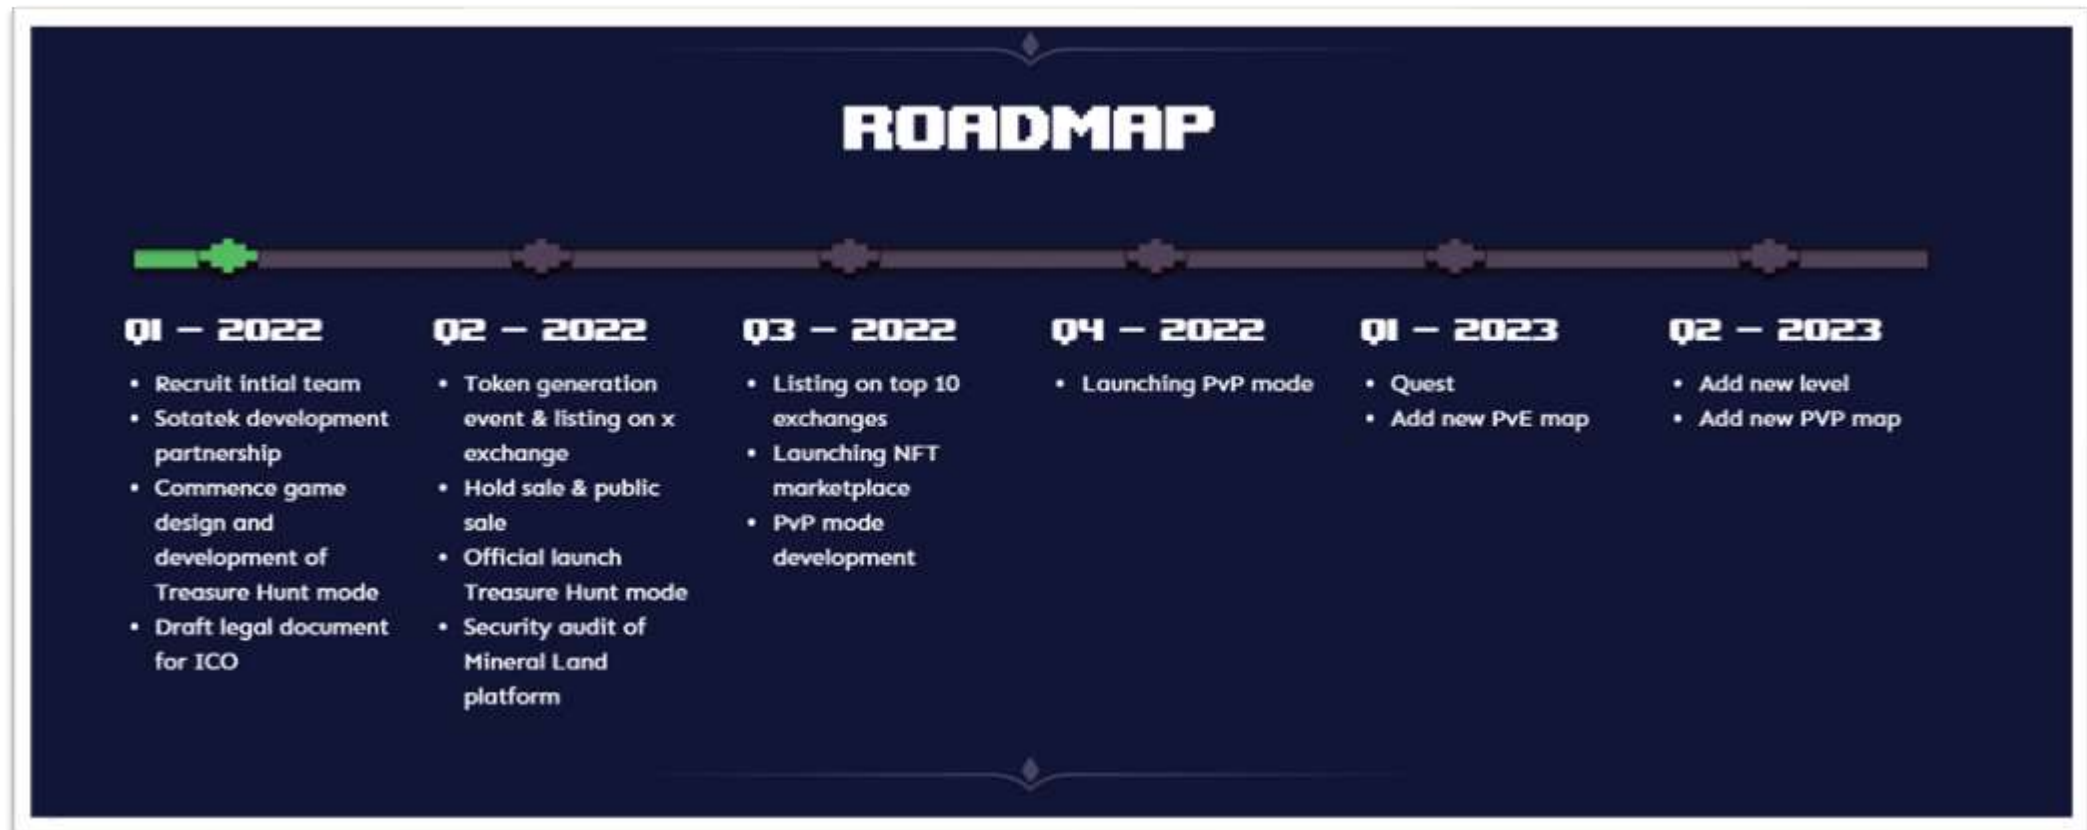 ROADMAP
Q1 – 2022
• Recruit intial team
• Sotatek development
partnership
• Commence game
design and
development of
Treasure Hunt mode
• Draft legal document
for ICO
Q2 – 2022
• Token generation
event & listing on x
exchange
• Hold sale & public
sale
• Official launch
Treasure Hunt mode
• Security audit of
Mineral Land
platform
Q3 – 2022
• Listing on top 10
exchanges
• Launching NFT
marketplace
• PvP mode
development
Q4 – 2022
• Launching PvP mode
Q1 – 2023
• Quest
• Add new PvE map
Q2 – 2023
• Add new level
• Add new PVP map